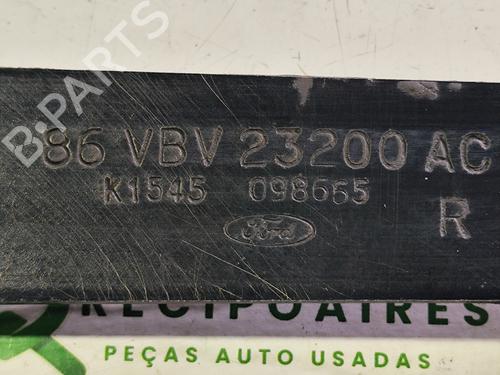 B-PARTS
86 VBV 23200 AC
K1545 098665
R
Ford
RECIPOAIRES
PEÇAS AUTO USADAS